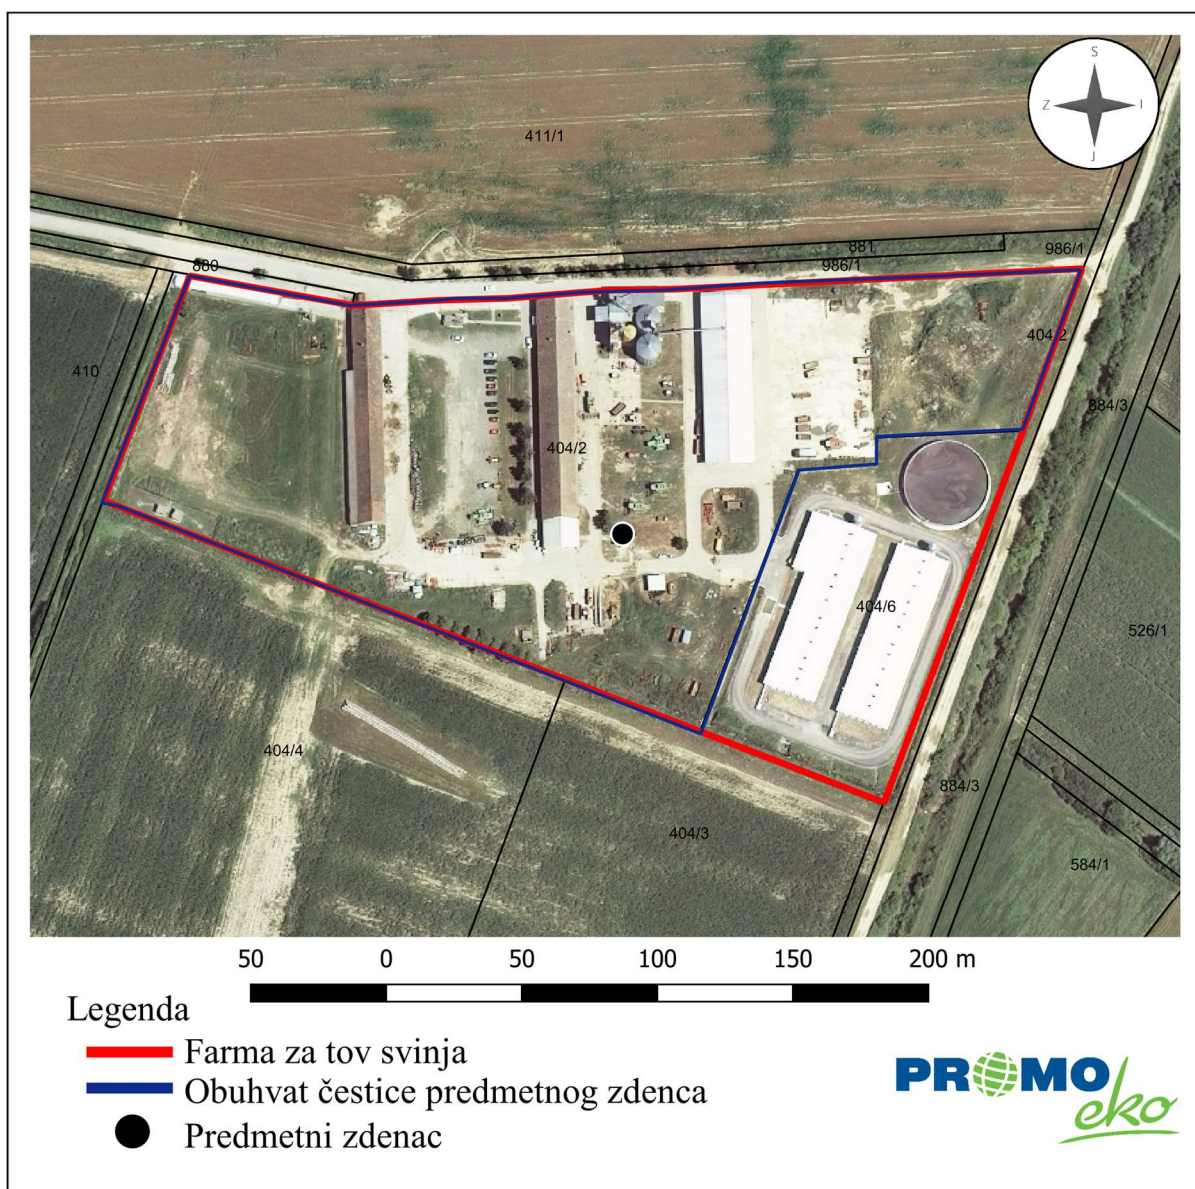 S
Z I
J
411/1
881
986/1
986/1
880
404/2
410
884/3
404/2
404/6
526/1
404/4
884/3
404/3
584/1
50 0 50 100 150 200 m
Legenda
Farma za tov svinja
Obuhvat čestice predmetnog zdenca
Predmetni zdenac
PROMO
eko